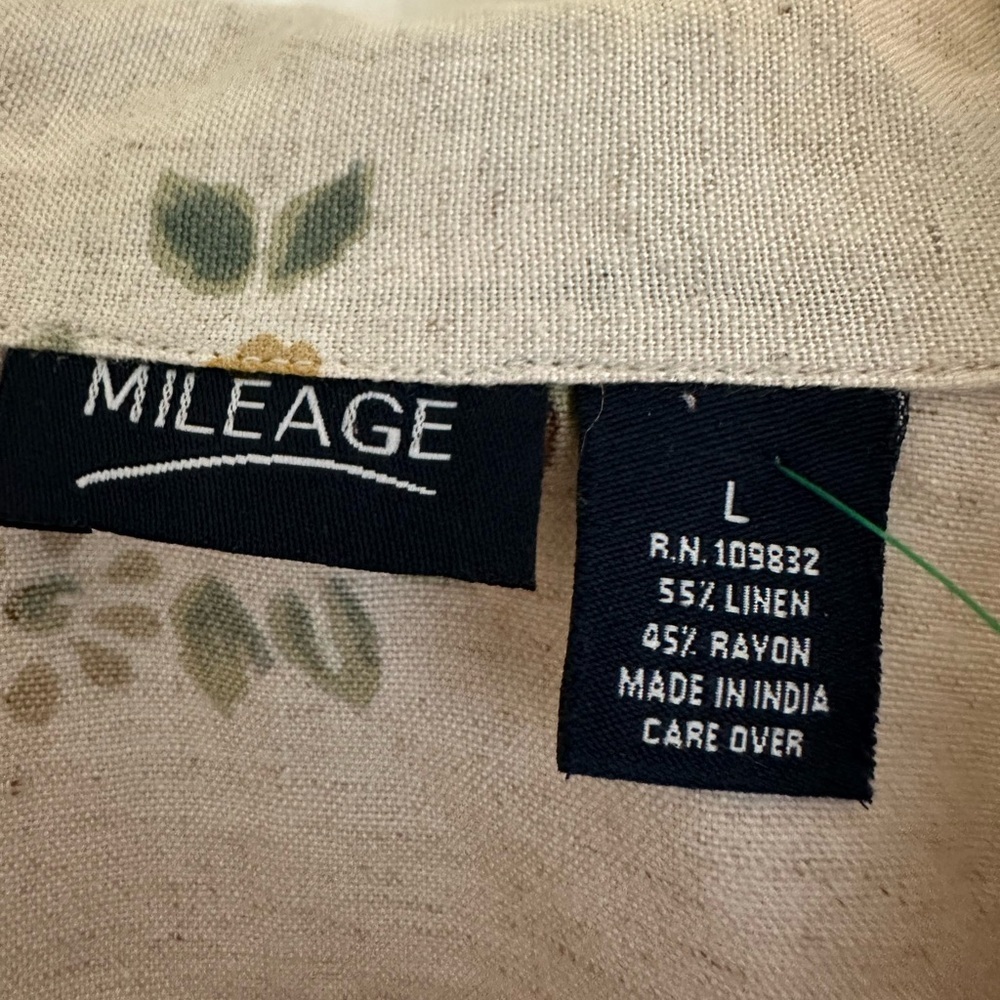 MILEAGE
L
R.N. 109832
55% LINEN
45% RAYON
MADE IN INDIA
CARE OVER